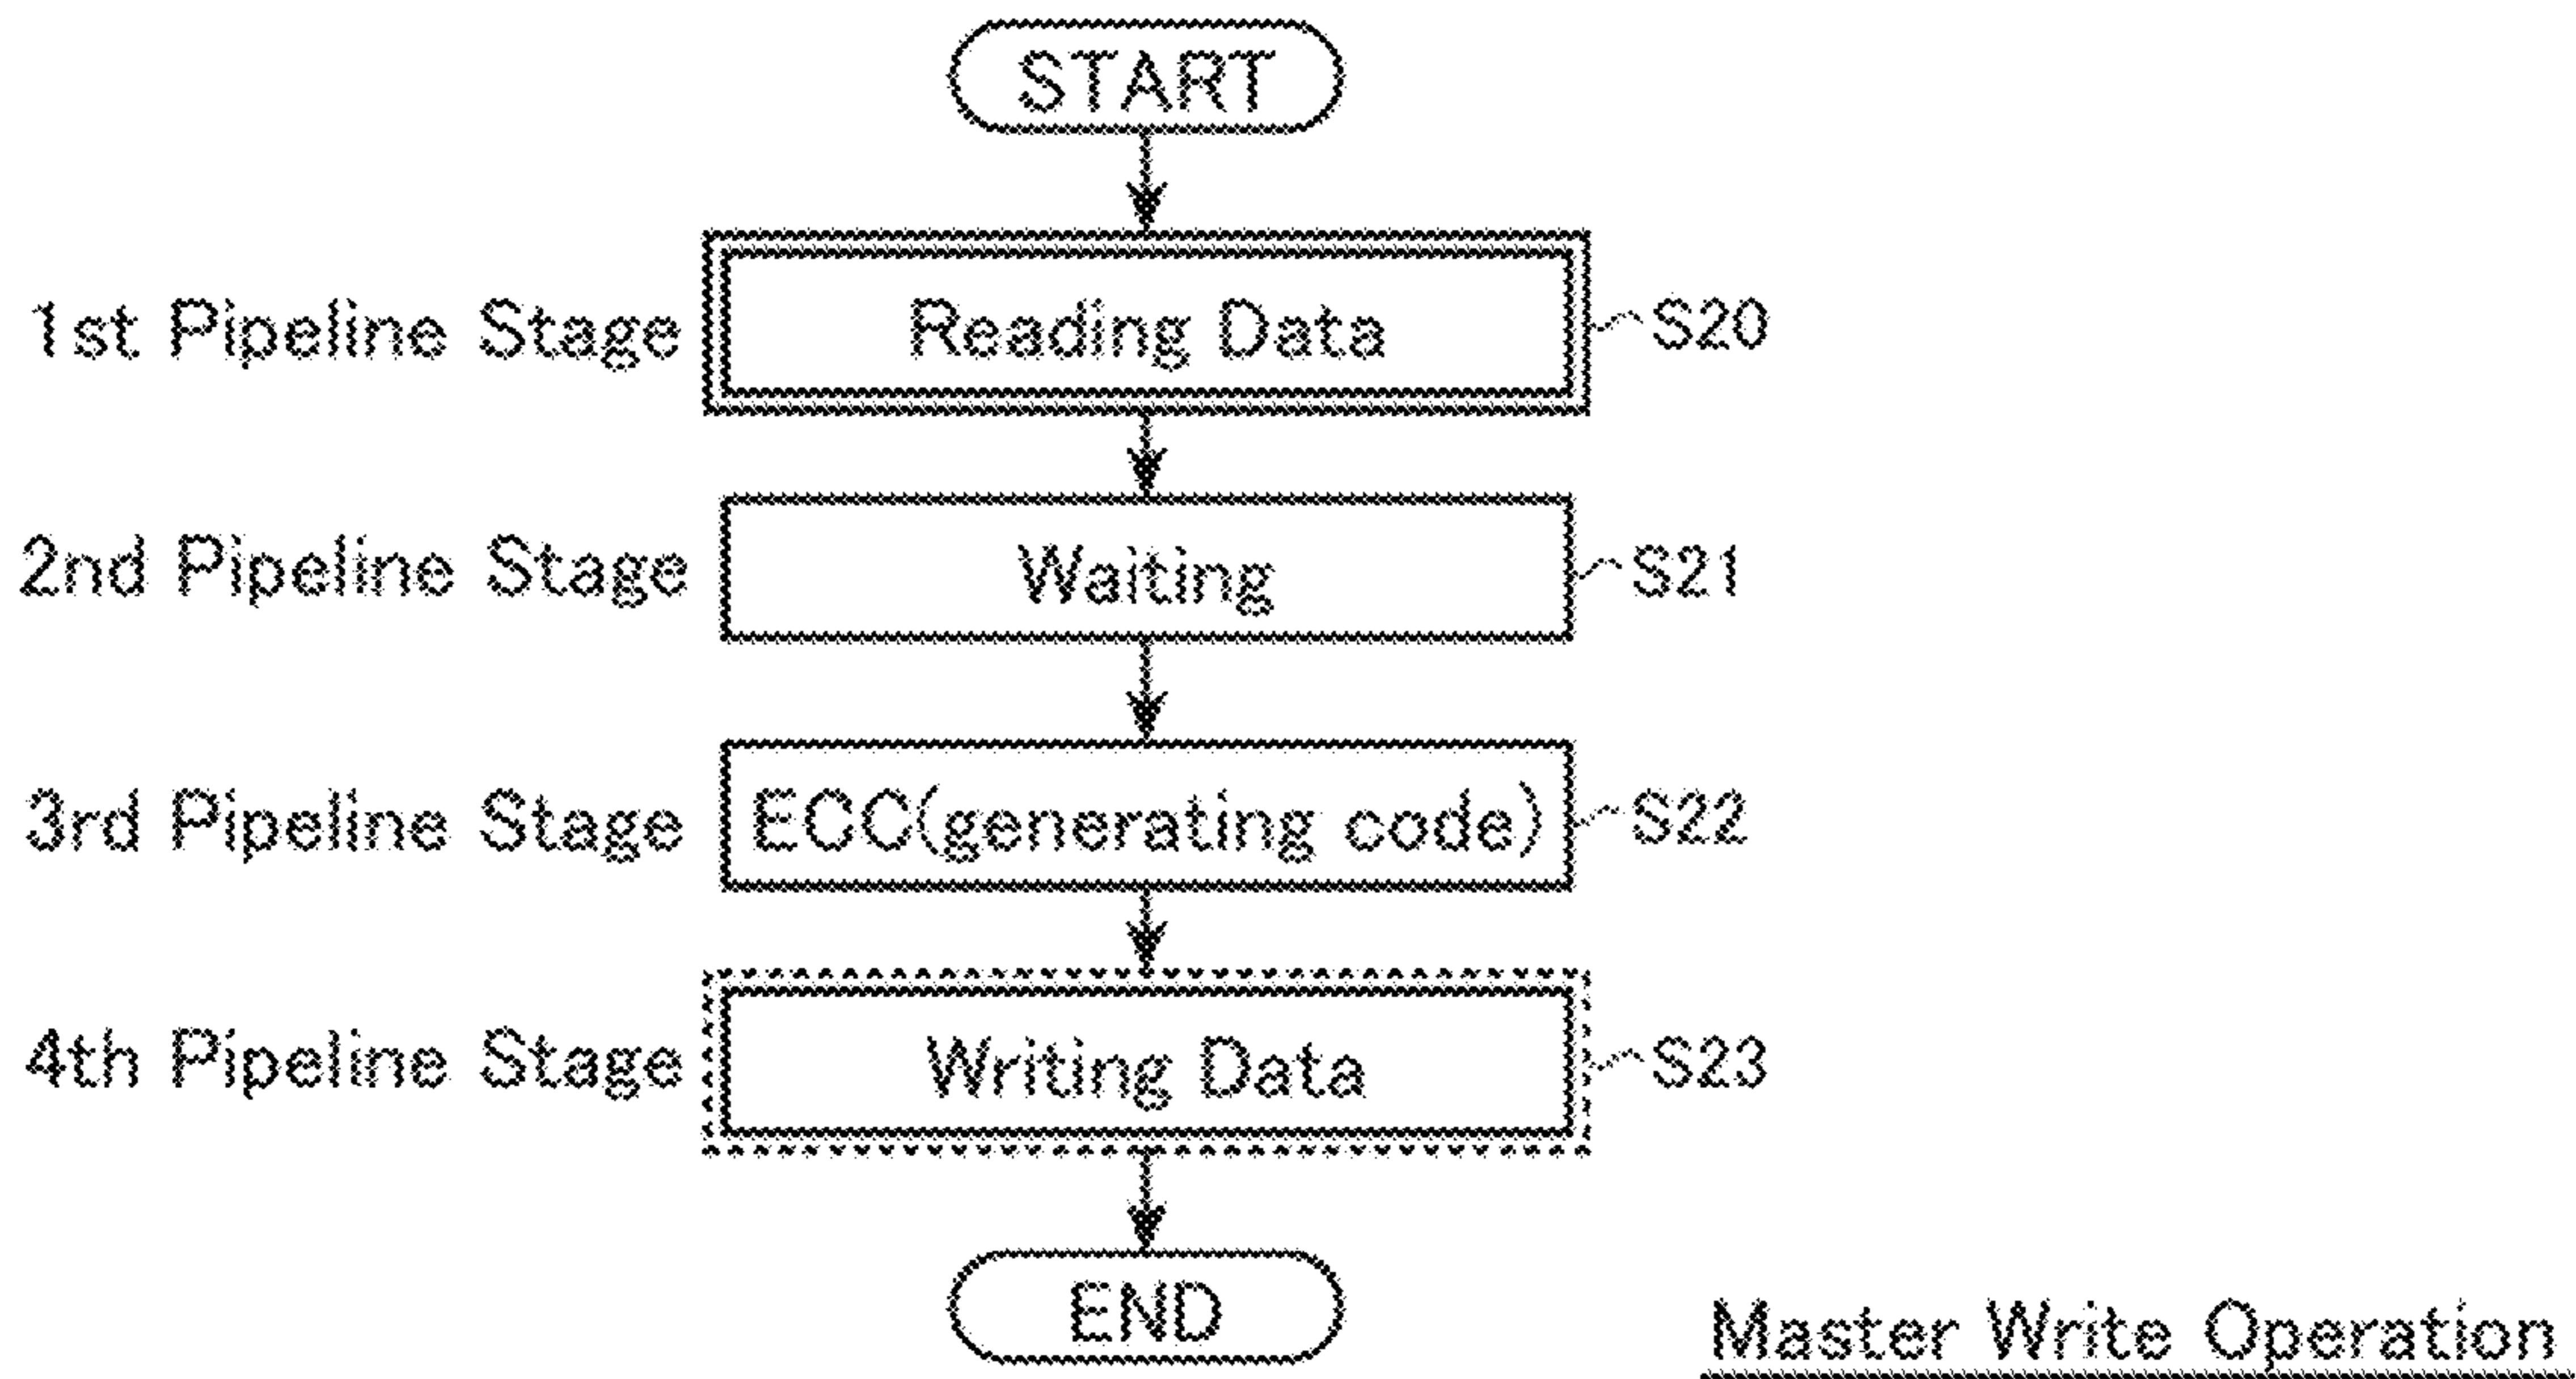 START
1st Pipeline Stage Reading Data S20
2nd Pipeline Stage Waiting S21
3rd Pipeline Stage ECC(generating code) S22
4th Pipeline Stage Writing Data S23
END
Master Write Operation